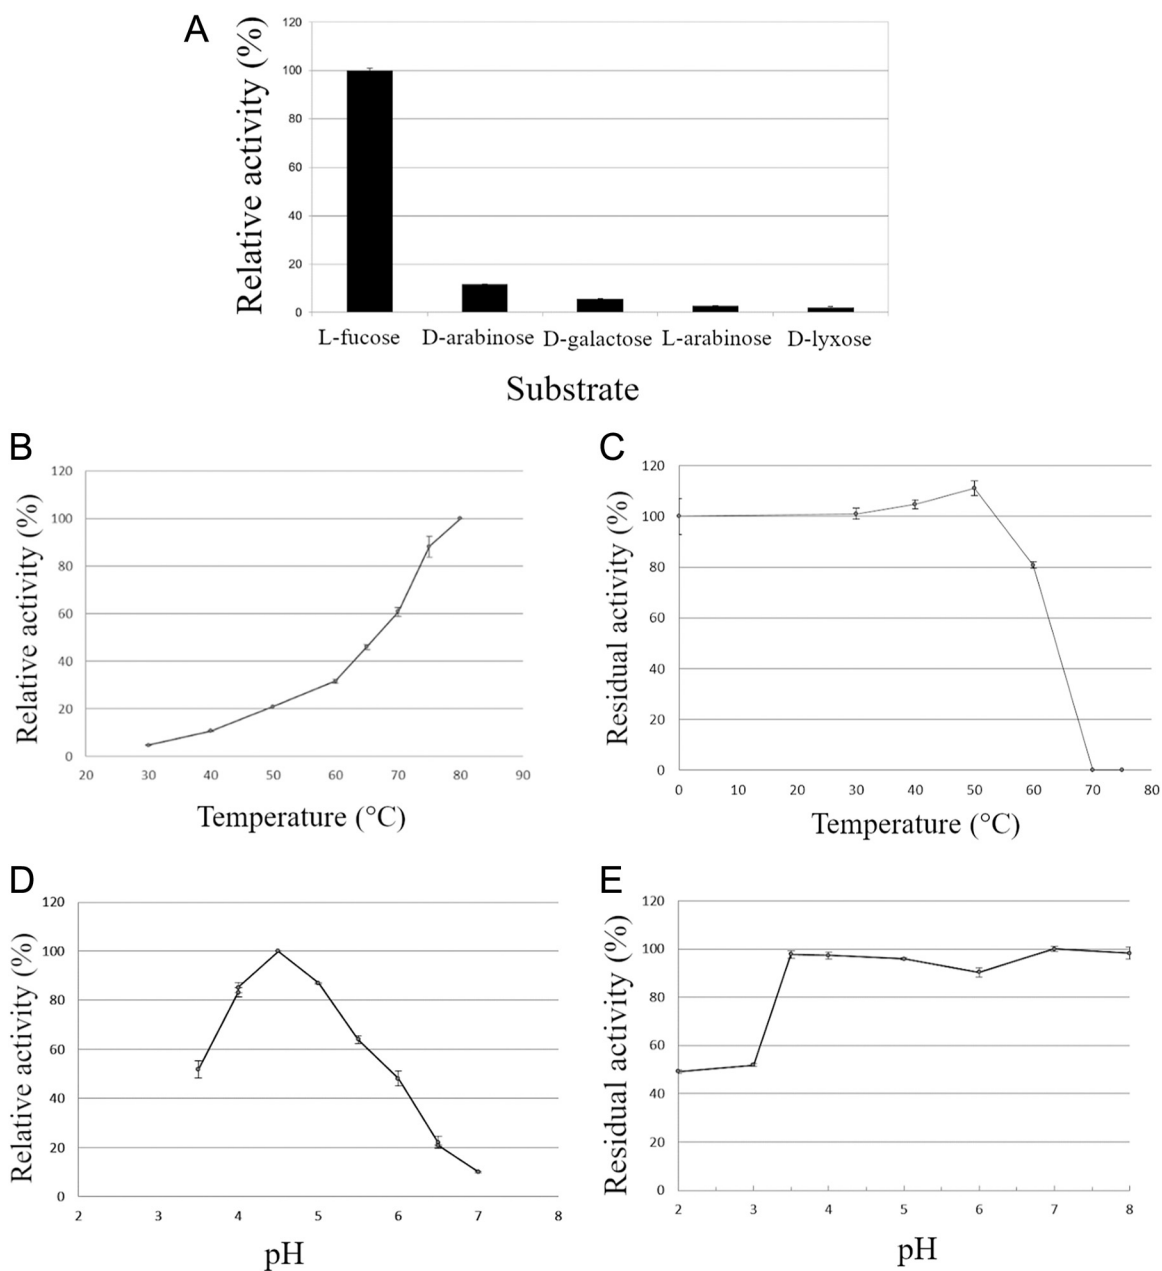 A
Relative activity (%)
120
100
80
60
40
20
0
L-fucose D-arabinose D-galactose L-arabinose D-lyxose
Substrate
B
Relative activity (%)
120
100
80
60
40
20
0
20 30 40 50 60 70 80 90
Temperature (°C)
C
Residual activity (%)
120
100
80
60
40
20
0
0 10 20 30 40 50 60 70 80
Temperature (°C)
D
Relative activity (%)
120
100
80
60
40
20
0
2 3 4 5 6 7 8
pH
E
Residual activity (%)
120
100
80
60
40
20
0
2 3 4 5 6 7 8
pH